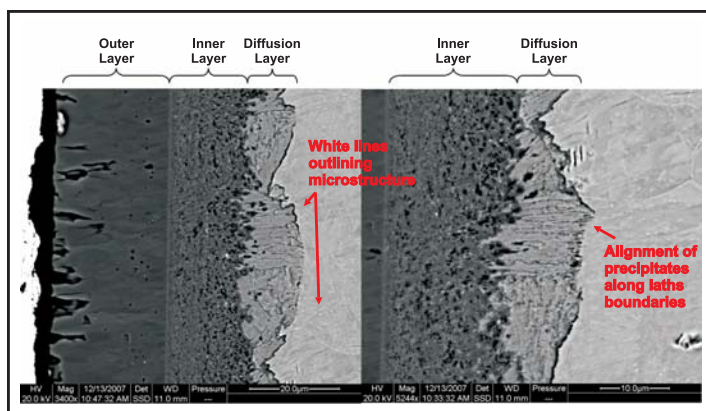 Outer Layer
Inner Layer
Diffusion Layer
Inner Layer
Diffusion Layer
White lines
outlining
microstructure
Alignment of
precipitates
along laths
boundaries
HV Mag 12/13/2007 Det WD Pressure
20.0 kV 3400x 10:47:32 AM SSD 11.0 mm --- 20.0µm
HV Mag 12/13/2007 Det WD Pressure
20.0 kV 5244x 10:33:32 AM SSD 11.0 mm --- 10.0µm